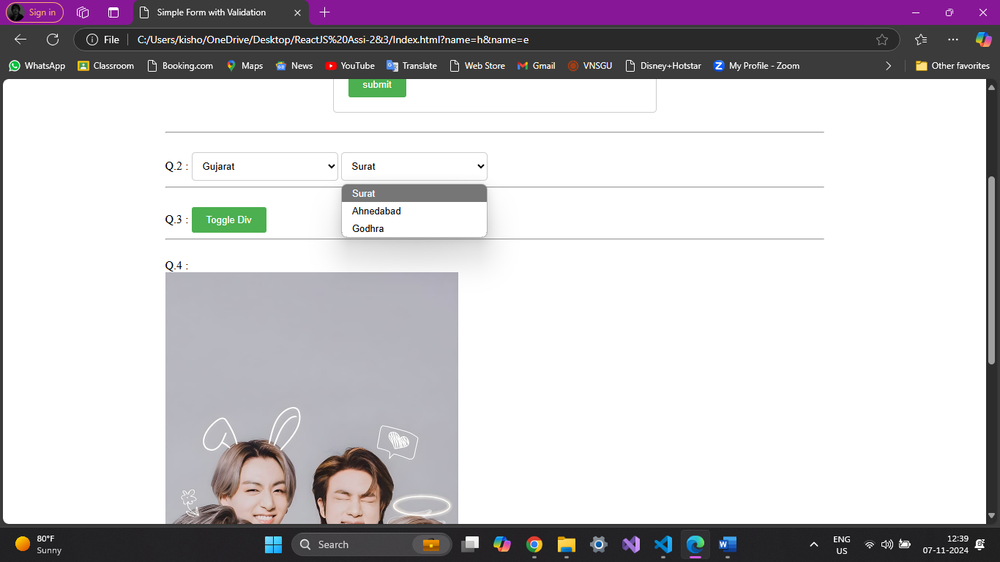 Sign in
Simple Form with Validation
File
C:/Users/kisho/OneDrive/Desktop/ReactJS%20Assi-2&3/Index.html?name=h&name=e
WhatsApp Classroom Booking.com Maps News YouTube Translate Web Store Gmail VNSGU Disney+Hotstar My Profile - Zoom Other favorites
submit
Q.2 : Gujarat Surat
Surat
Ahnedabad
Godhra
Q.3 : Toggle Div
Q.4 :
80°F
Sunny
Search
ENG
US
12:39
07-11-2024